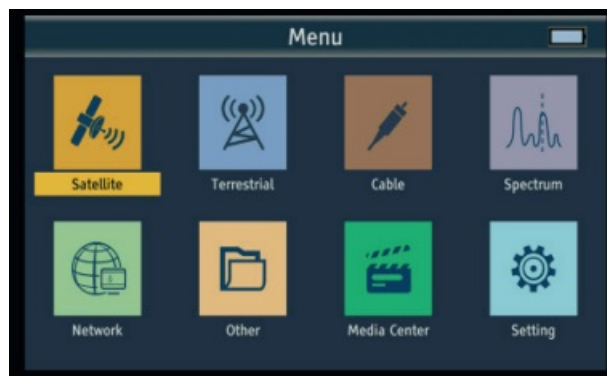 Menu
Satellite
Terrestrial
Cable
Spectrum
Network
Other
Media Center
Setting